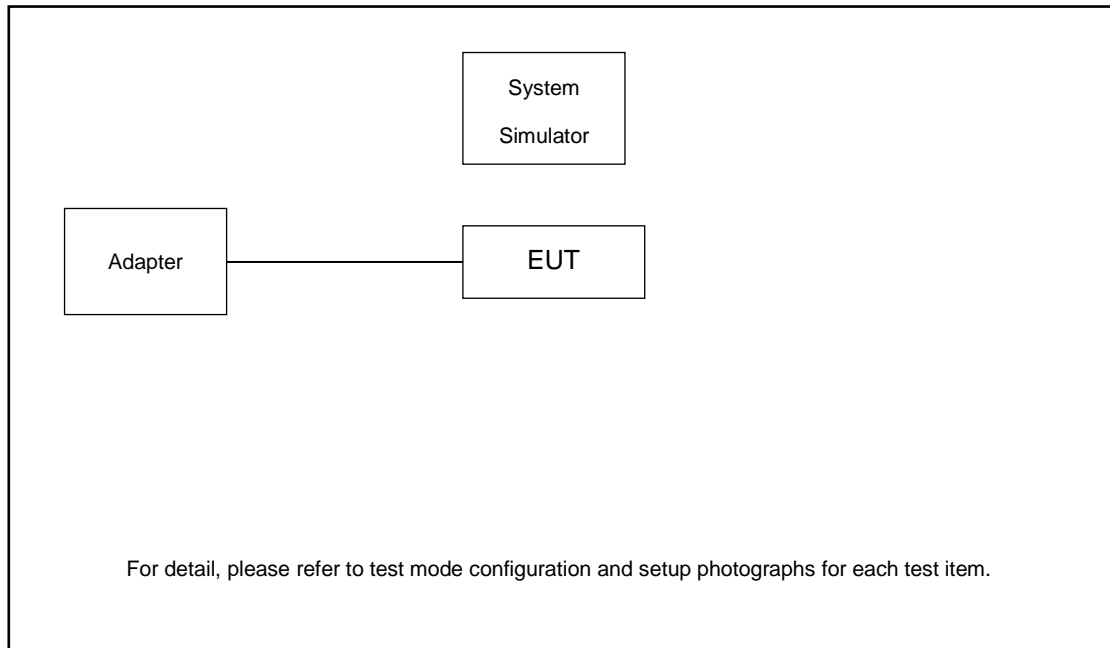 System
Simulator
Adapter
EUT
For detail, please refer to test mode configuration and setup photographs for each test item.